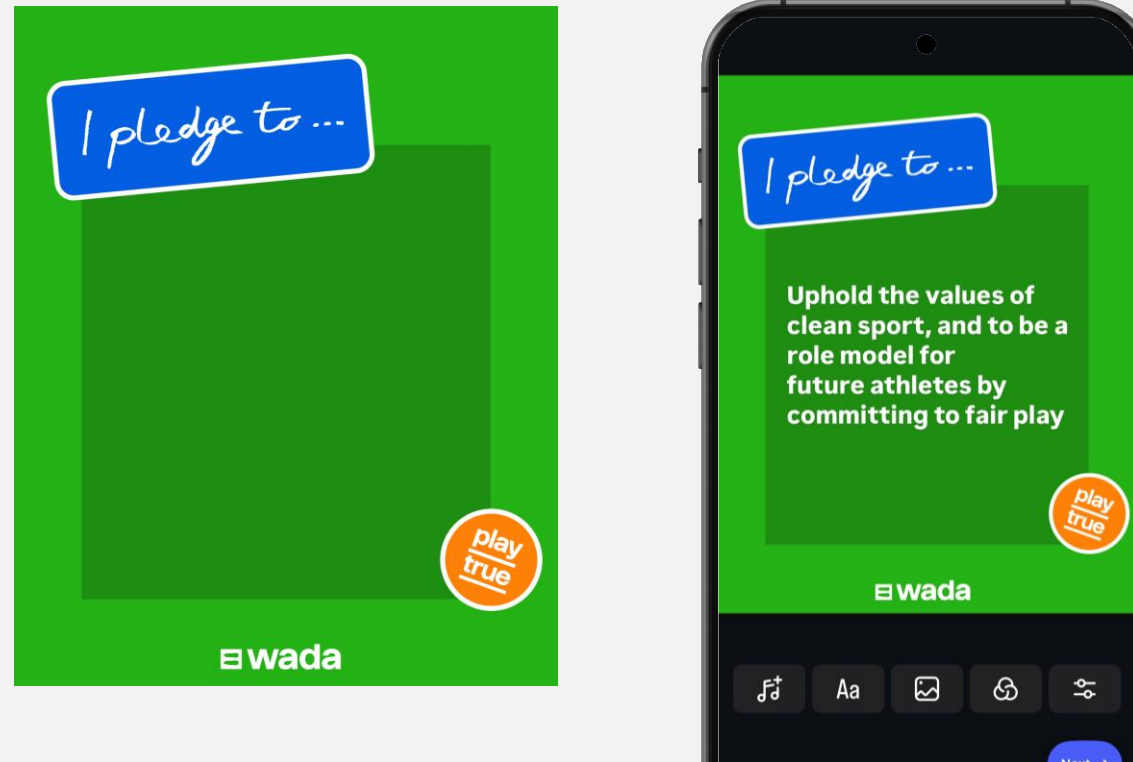 I pledge to ...
play
true
wada
I pledge to ...
Uphold the values of
clean sport, and to be a
role model for
future athletes by
committing to fair play
play
true
wada
Aa
Next →